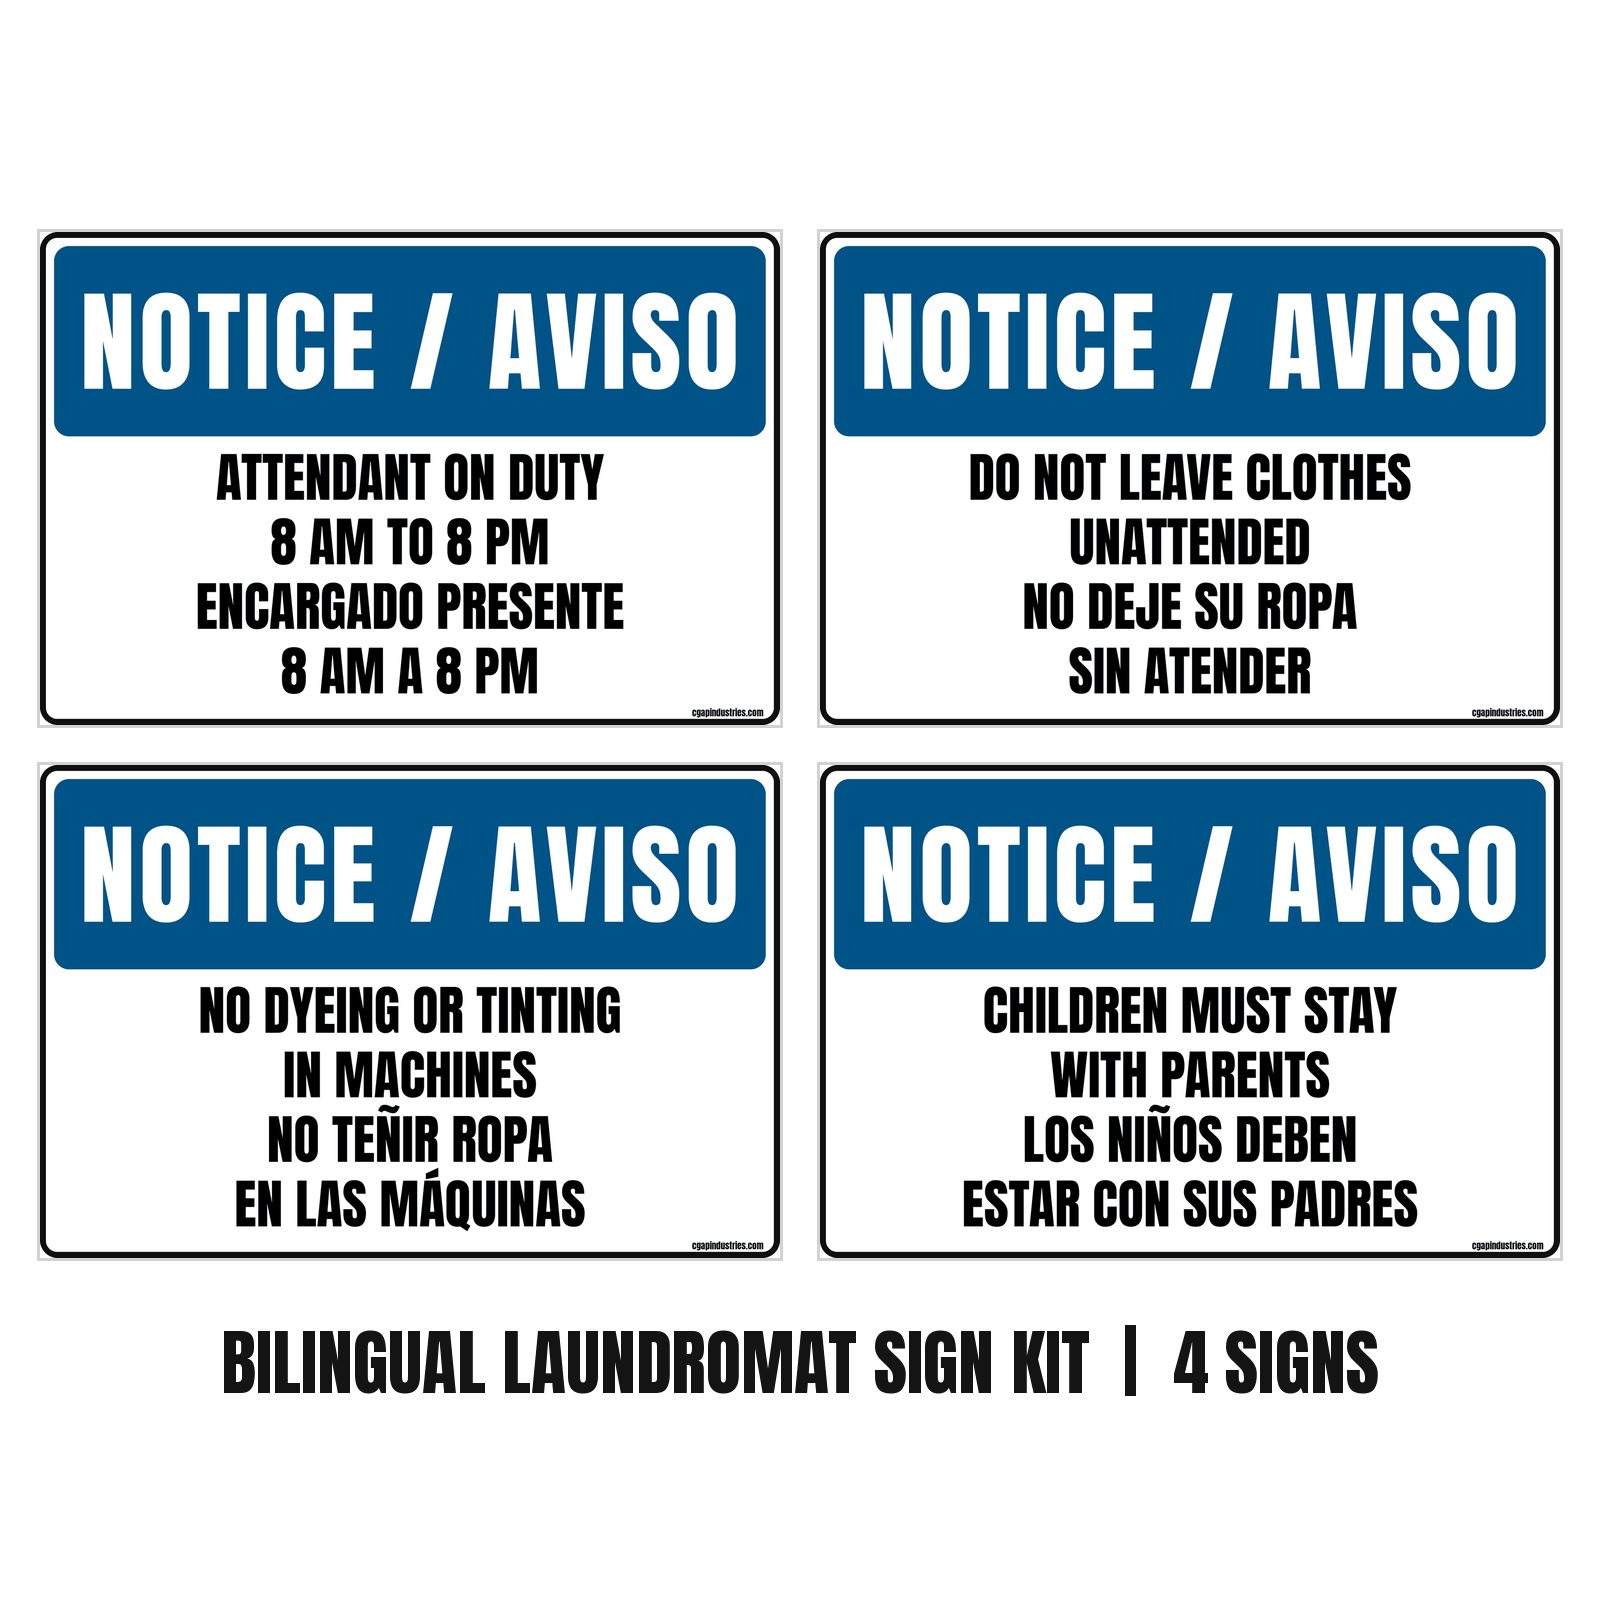 NOTICE / AVISO
ATTENDANT ON DUTY
8 AM TO 8 PM
ENCARGADO PRESENTE
8 AM A 8 PM
cgapindustries.com
NOTICE / AVISO
DO NOT LEAVE CLOTHES
UNATTENDED
NO DEJE SU ROPA
SIN ATENDER
cgapindustries.com
NOTICE / AVISO
NO DYEING OR TINTING
IN MACHINES
NO TEÑIR ROPA
EN LAS MÁQUINAS
cgapindustries.com
NOTICE / AVISO
CHILDREN MUST STAY
WITH PARENTS
LOS NIÑOS DEBEN
ESTAR CON SUS PADRES
cgapindustries.com
BILINGUAL LAUNDROMAT SIGN KIT | 4 SIGNS